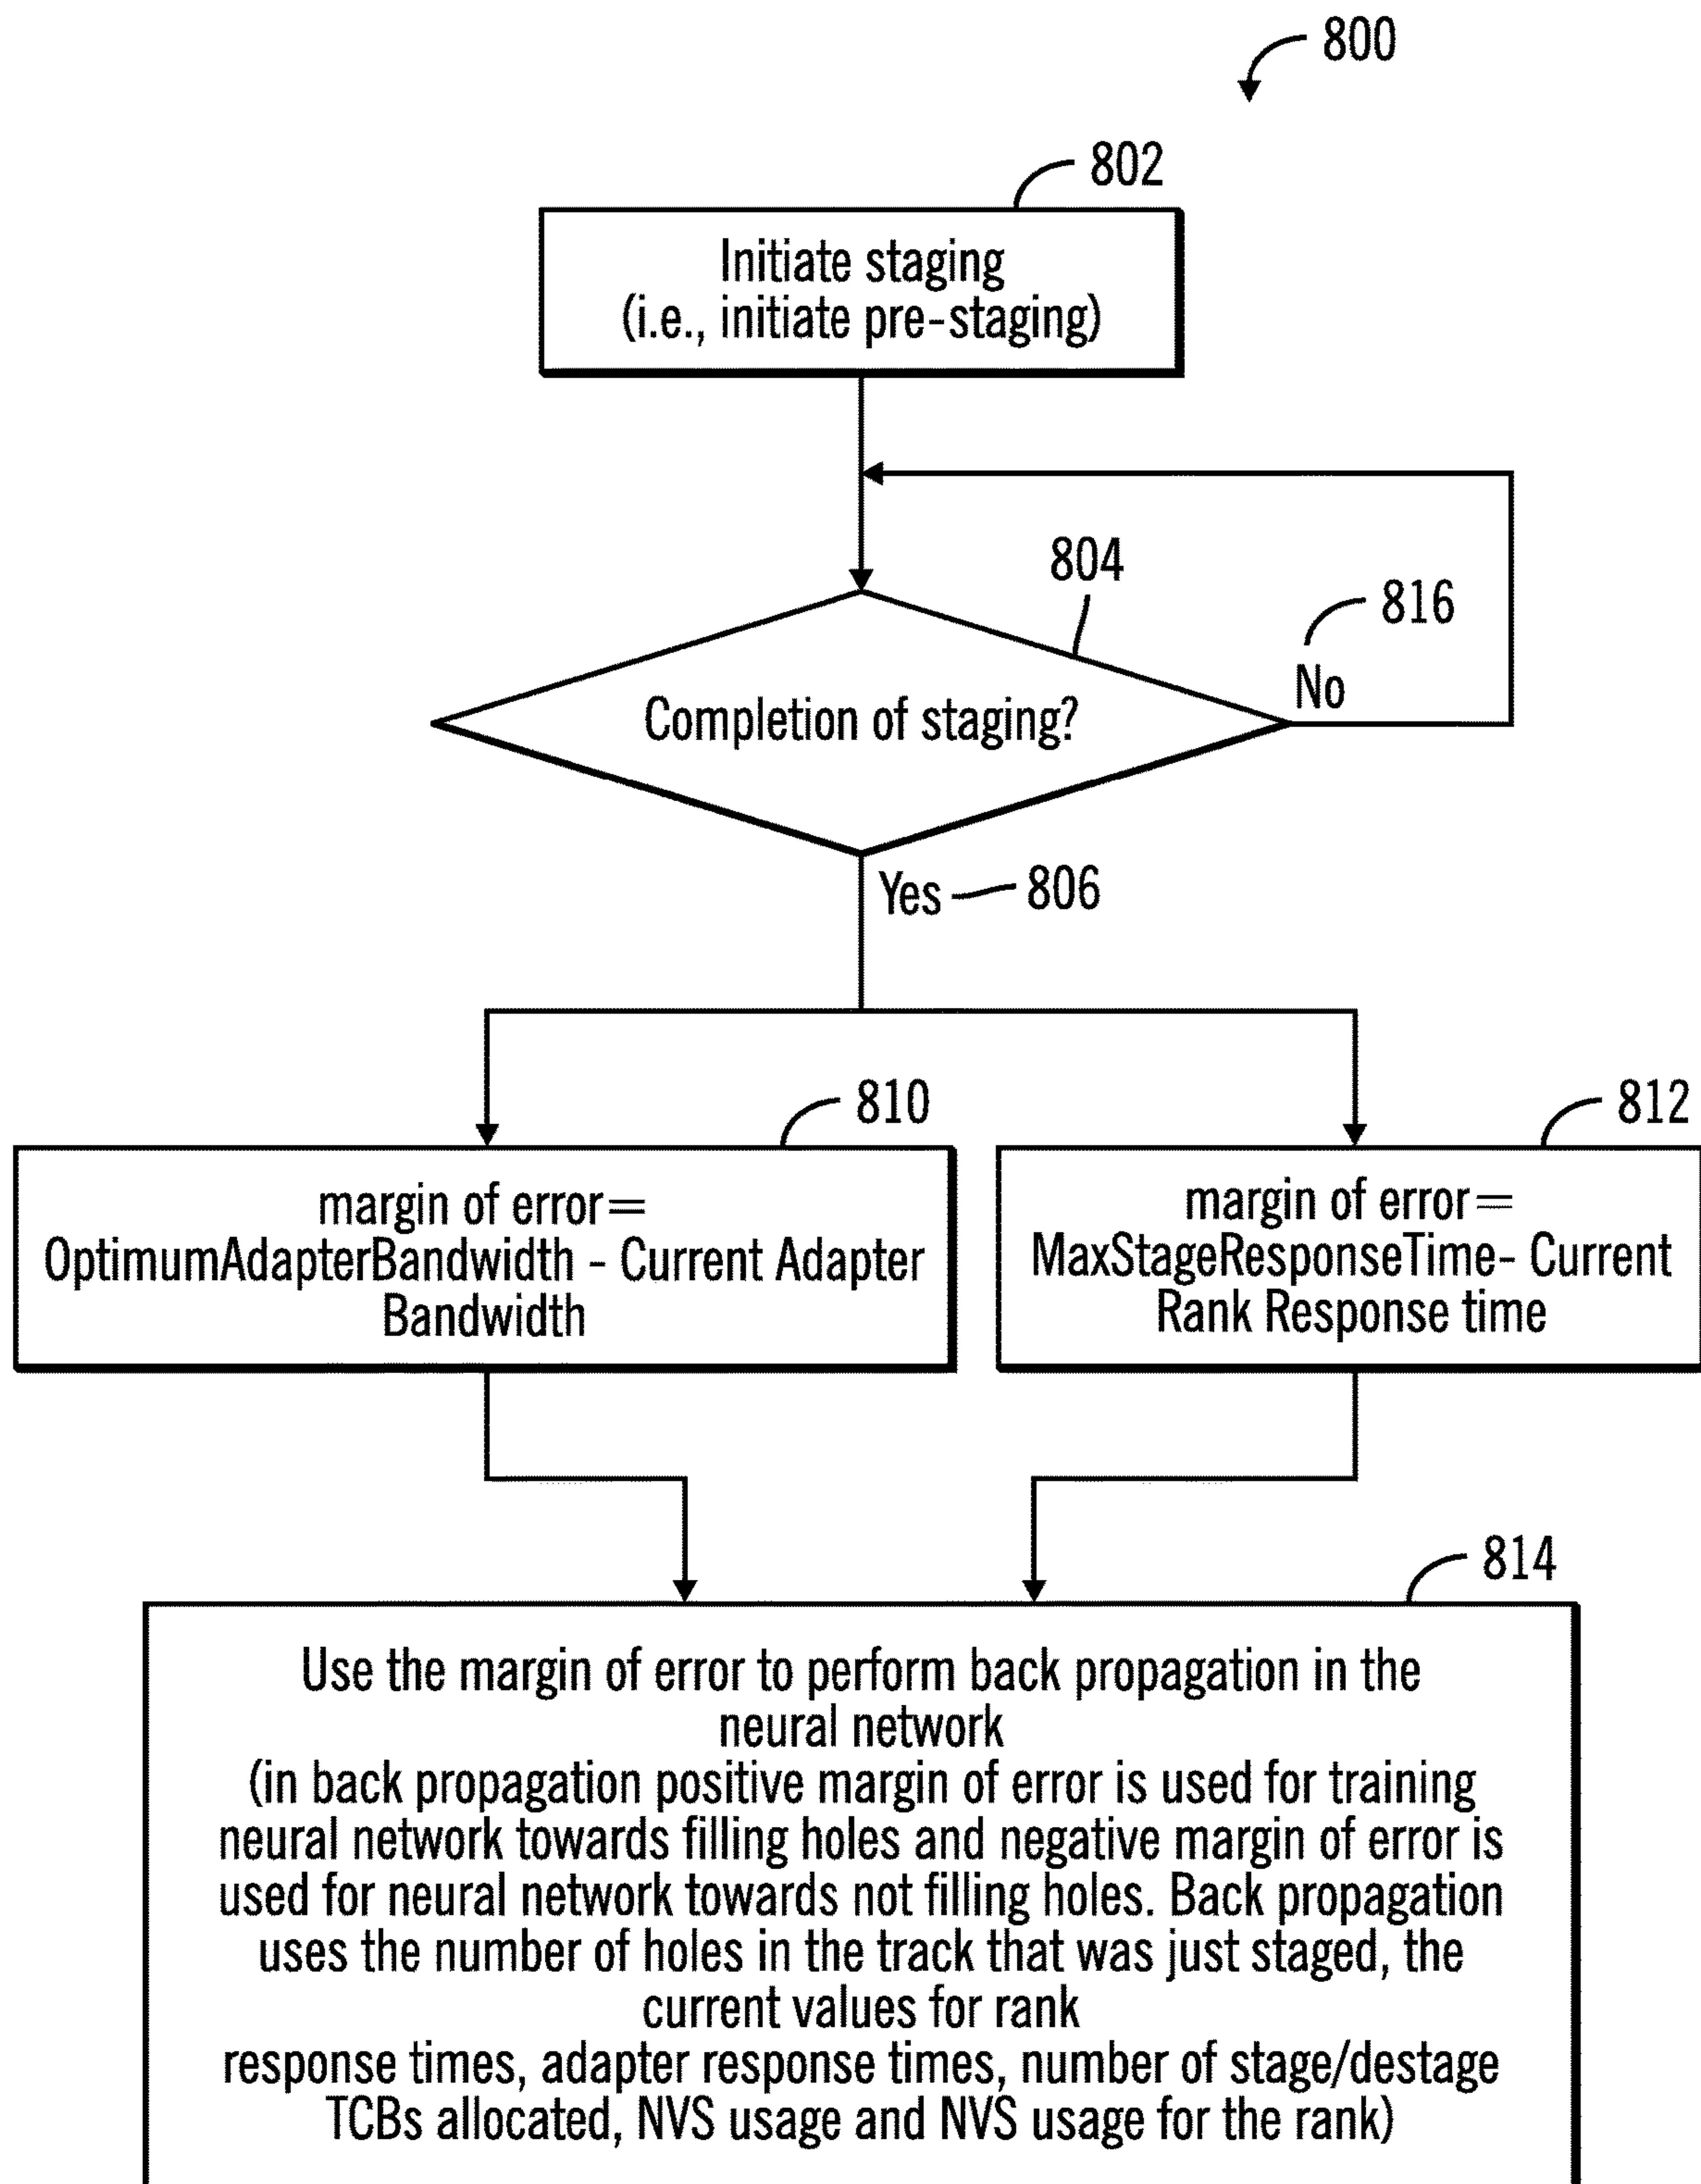 800
802
Initiate staging
(i.e., initiate pre-staging)
804
816
No
Completion of staging?
Yes
806
810
812
margin of error=
OptimumAdapterBandwidth - Current Adapter
Bandwidth
margin of error=
MaxStageResponseTime- Current
Rank Response time
814
Use the margin of error to perform back propagation in the
neural network
(in back propagation positive margin of error is used for training
neural network towards filling holes and negative margin of error is
used for neural network towards not filling holes. Back propagation
uses the number of holes in the track that was just staged, the
current values for rank
response times, adapter response times, number of stage/destage
TCBs allocated, NVS usage and NVS usage for the rank)